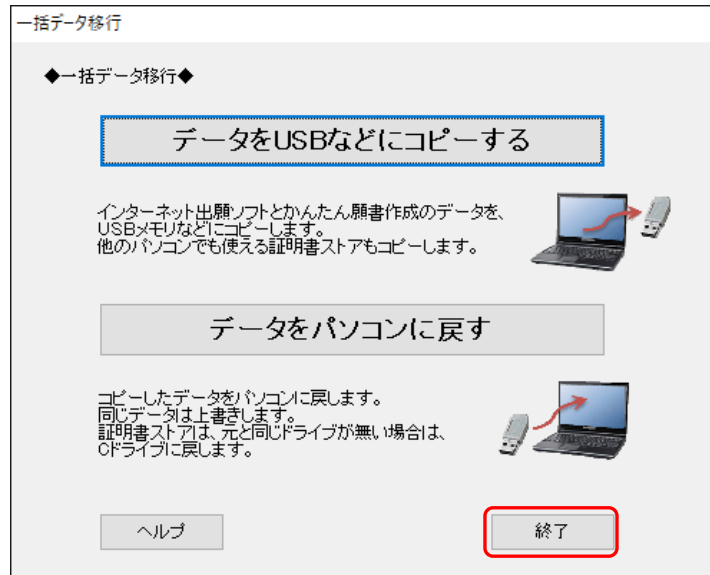 一括データ移行
◆一括データ移行◆
データをUSBなどにコピーする
インターネット出願ソフトとかんたん願書作成のデータを、
USBメモリなどにコピーします。
他のパソコンでも使える証明書ストアもコピーします。
データをパソコンに戻す
コピーしたデータをパソコンに戻します。
同じデータは上書きします。
証明書ストアは、元と同じドライブが無い場合は、
Cドライブに戻します。
ヘルプ
終了